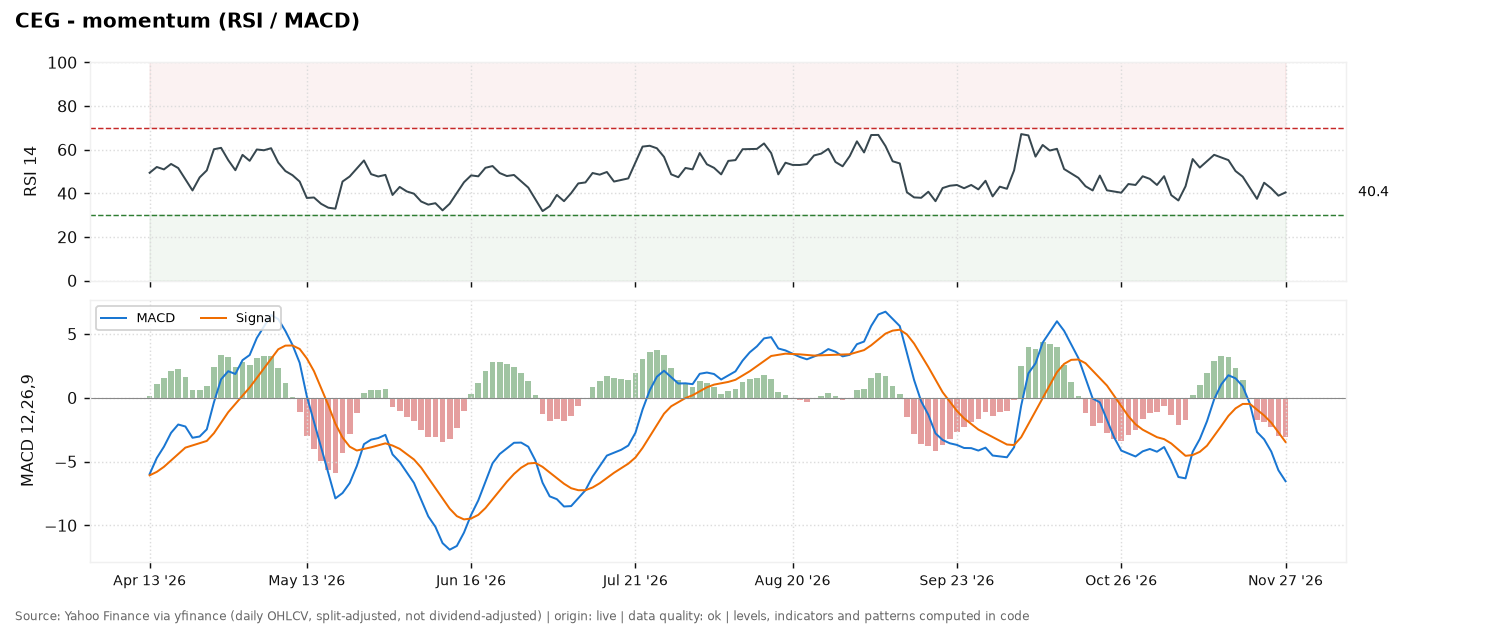 CEG - momentum (RSI / MACD)
100
80
60
40
20
0
RSI 14
40.4
MACD
Signal
5
0
−5
−10
MACD 12,26,9
Apr 13 '26
May 13 '26
Jun 16 '26
Jul 21 '26
Aug 20 '26
Sep 23 '26
Oct 26 '26
Nov 27 '26
Source: Yahoo Finance via yfinance (daily OHLCV, split-adjusted, not dividend-adjusted) | origin: live | data quality: ok | levels, indicators and patterns computed in code